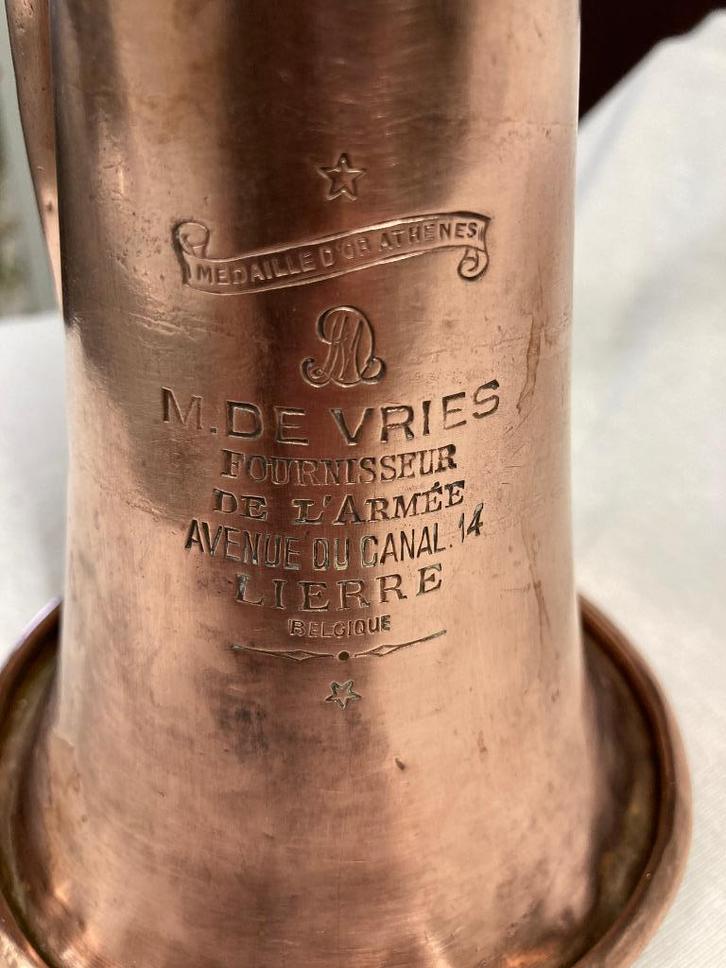 MEDAILLE D'OR ATHENES
M. DE VRIES
FOURNISSEUR
DE L'ARMÉE
AVENUE DU CANAL. 14
LIERRE
BELGIQUE